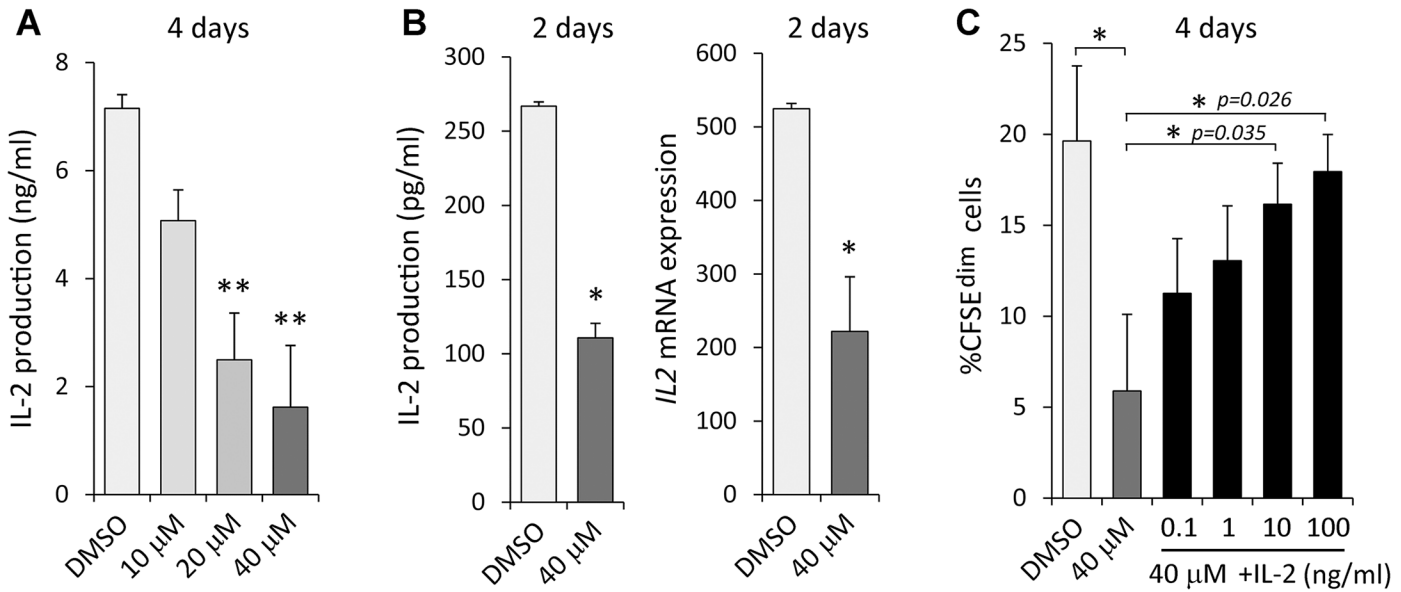 A
4 days
IL-2 production (ng/ml)
8
6
4
2
0
**
**
DMSO
10 µM
20 µM
40 µM
B
2 days
IL-2 production (pg/ml)
300
250
200
150
100
50
0
*
DMSO
40 µM
2 days
IL2 mRNA expression
600
500
400
300
200
100
0
*
DMSO
40 µM
C
4 days
%CFSEdim cells
25
20
15
10
5
0
*
* p=0.026
* p=0.035
DMSO
40 µM
0.1 1 10 100
40 µM +IL-2 (ng/ml)